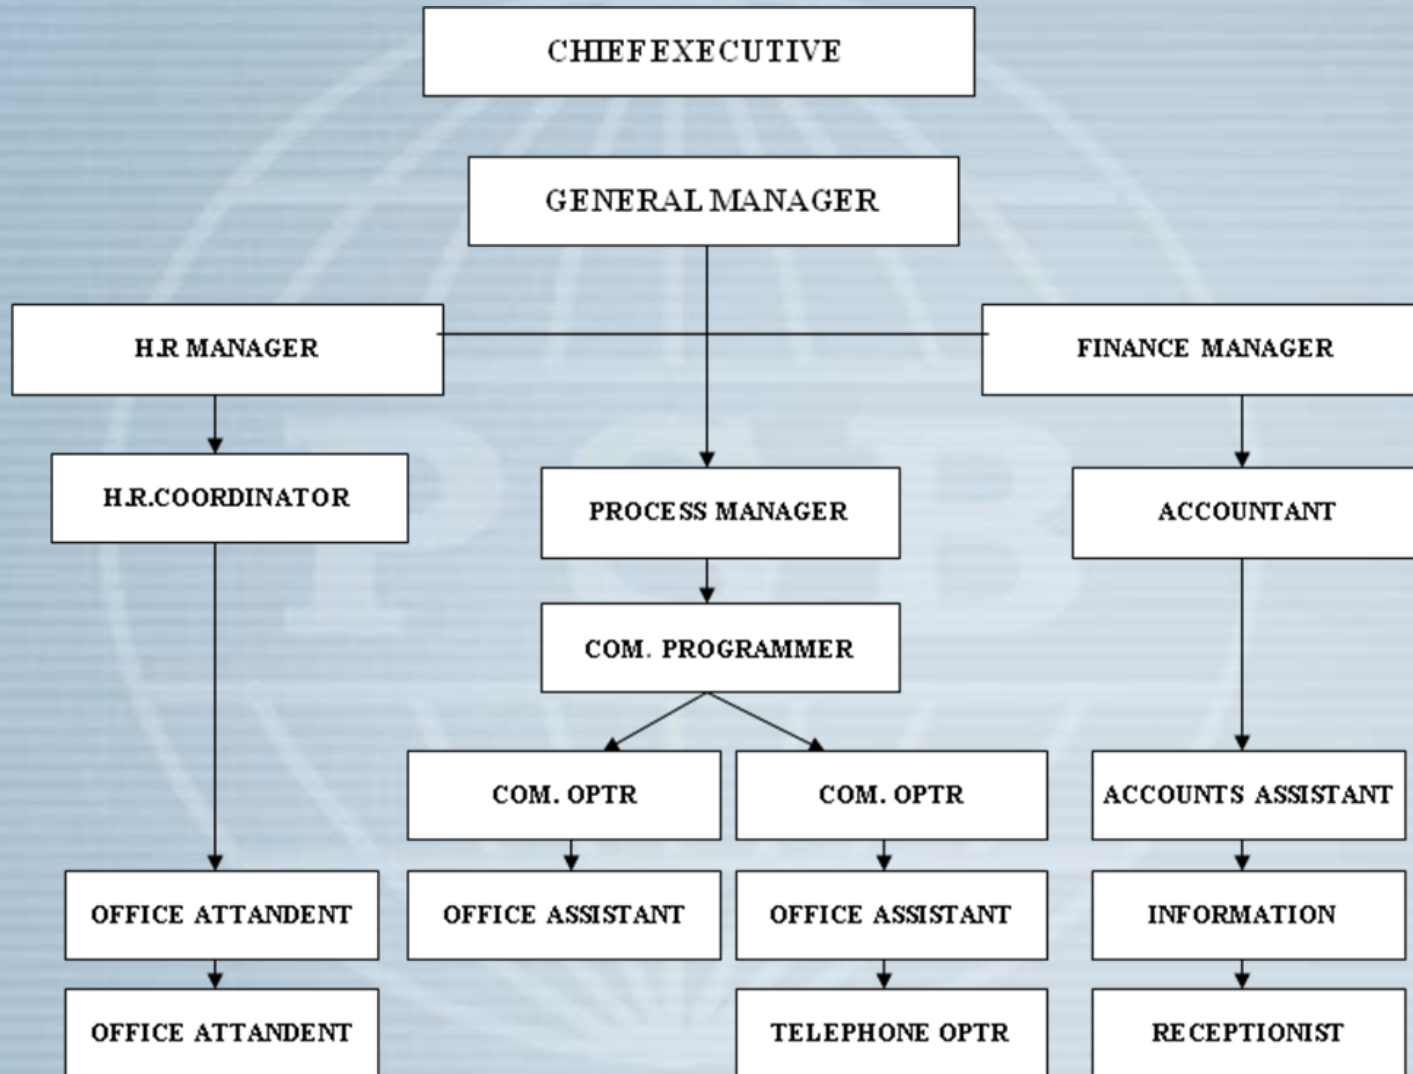 CHIEF EXECUTIVE
GENERAL MANAGER
H.R MANAGER
FINANCE MANAGER
H.R.COORDINATOR
PROCESS MANAGER
ACCOUNTANT
COM. PROGRAMMER
COM. OPTR
COM. OPTR
ACCOUNTS ASSISTANT
OFFICE ATTANDENT
OFFICE ASSISTANT
OFFICE ASSISTANT
INFORMATION
OFFICE ATTANDENT
TELEPHONE OPTR
RECEPTIONIST
PCB